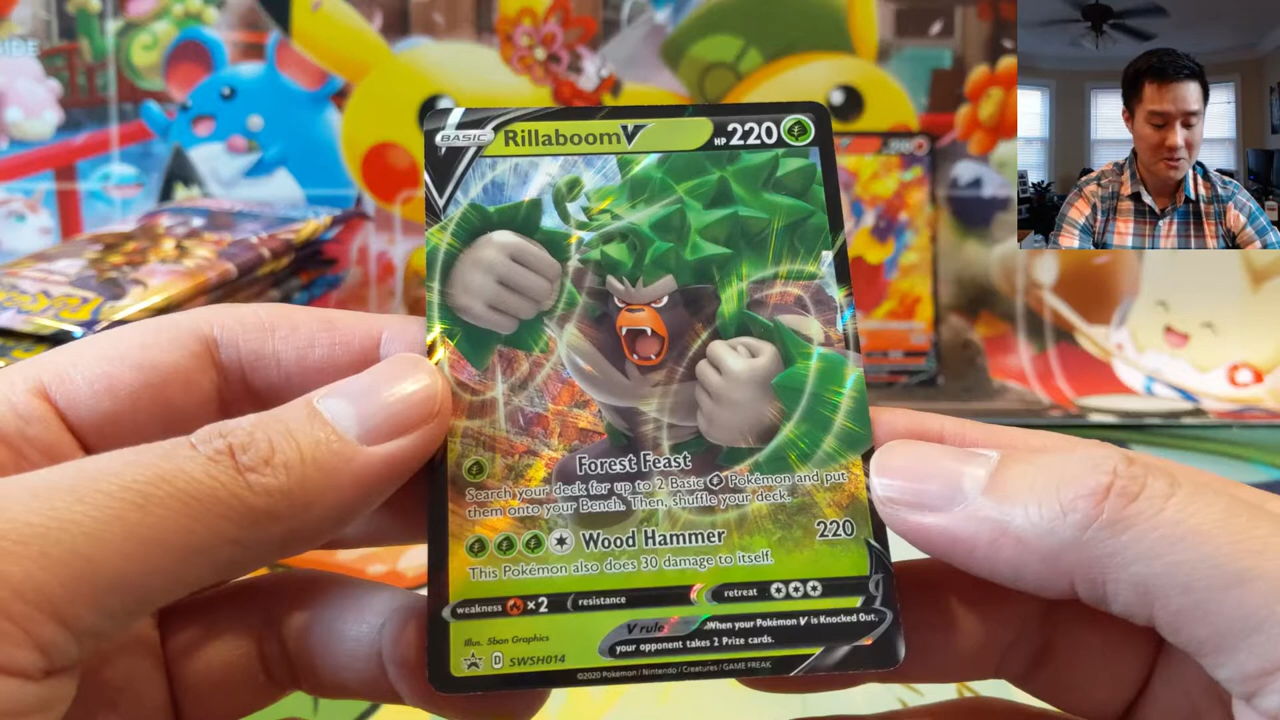 BASIC Rillaboom V HP 220
Forest Feast
Search your deck for up to 2 Basic Pokémon and put
them onto your Bench. Then, shuffle your deck.
Wood Hammer 220
This Pokémon also does 30 damage to itself.
weakness ×2 resistance retreat
V rule When your Pokémon V is Knocked Out,
your opponent takes 2 Prize cards.
Illus. 5ban Graphics
D SWSH014
©2020 Pokémon / Nintendo / Creatures / GAME FREAK